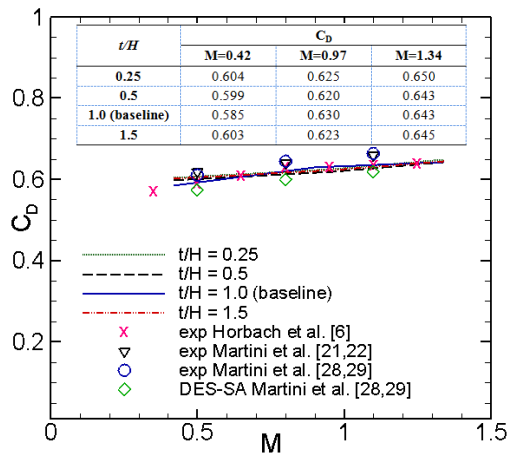 1
0.8
0.6
0.4
0.2
0
C_D
t/H C_D
M=0.42 M=0.97 M=1.34
0.25 0.604 0.625 0.650
0.5 0.599 0.620 0.643
1.0 (baseline) 0.585 0.630 0.643
1.5 0.603 0.623 0.645
t/H = 0.25
t/H = 0.5
t/H = 1.0 (baseline)
t/H = 1.5
exp Horbach et al. [6]
exp Martini et al. [21,22]
exp Martini et al. [28,29]
DES-SA Martini et al. [28,29]
0 0.5 1 1.5
M